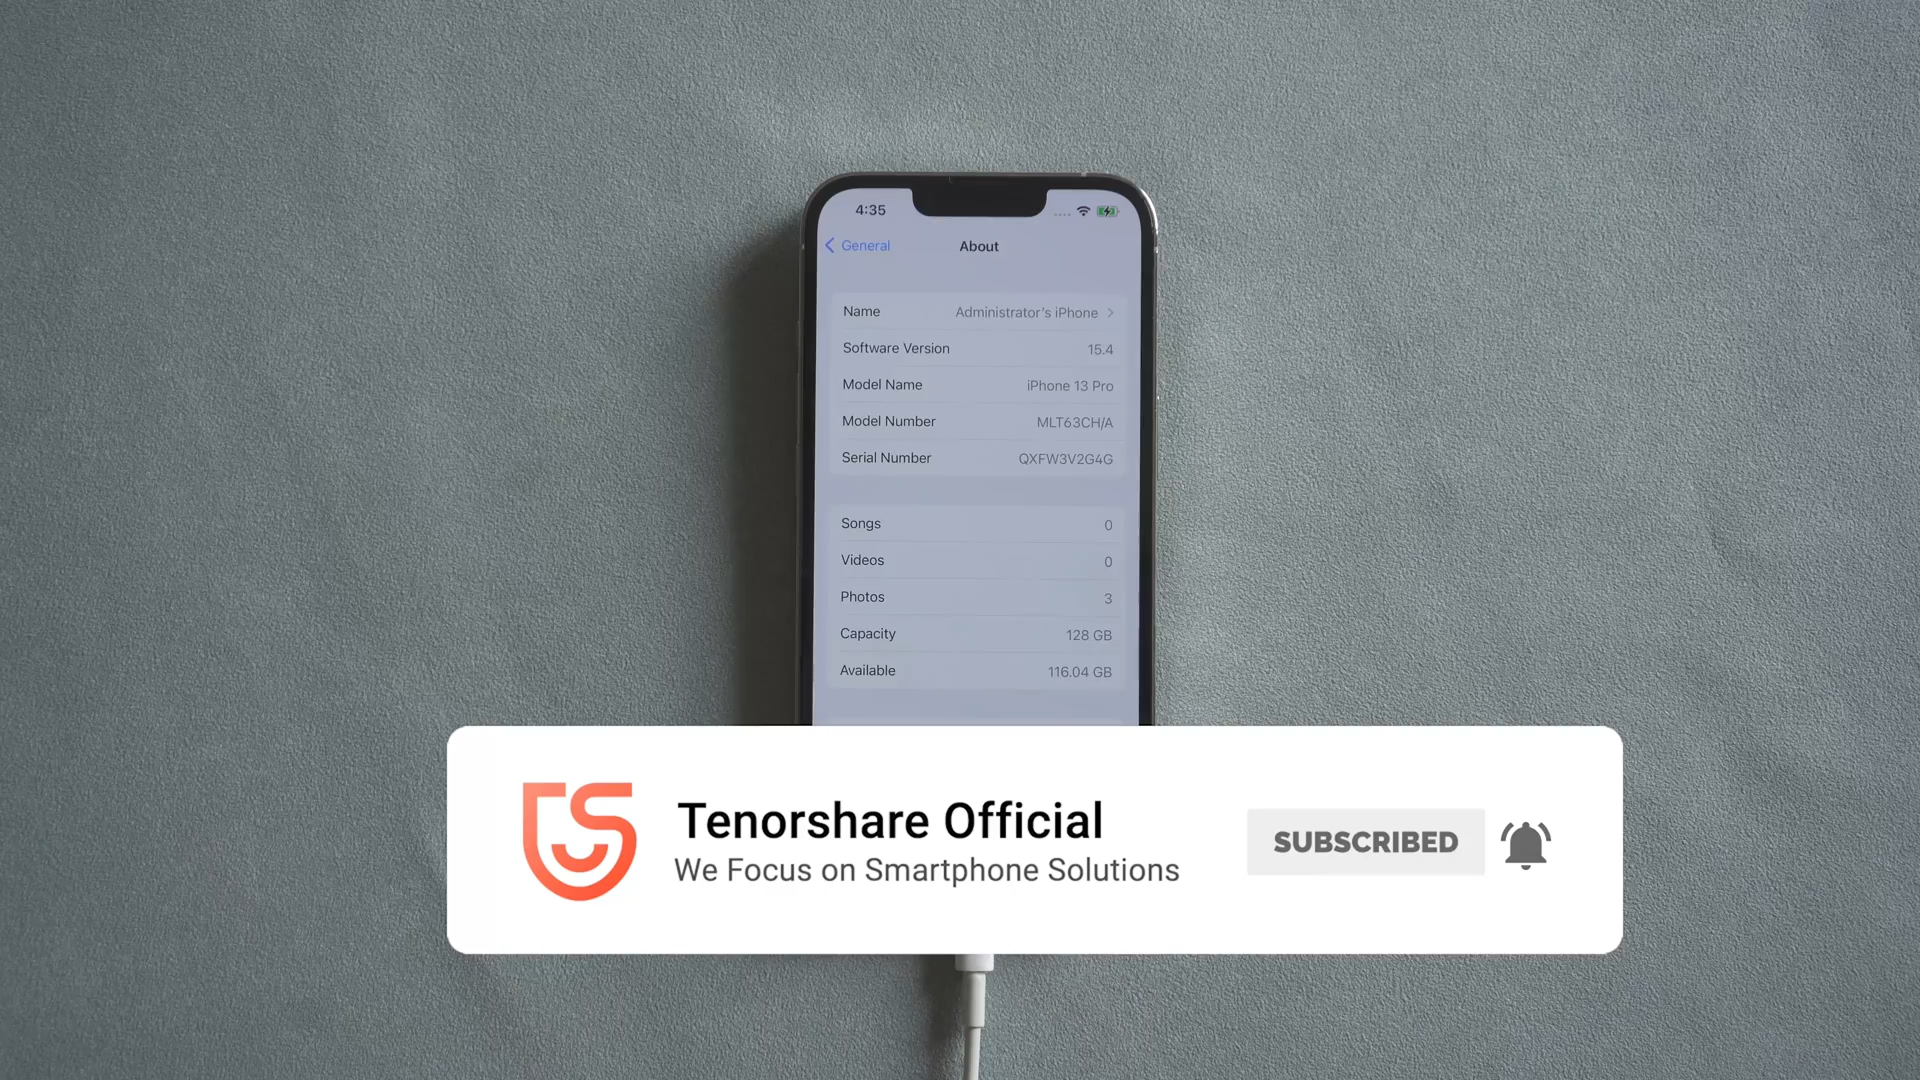 4:35
General
About
Name Administrator's iPhone
Software Version 15.4
Model Name iPhone 13 Pro
Model Number MLT63CH/A
Serial Number QXFW3V2G4G
Songs 0
Videos 0
Photos 3
Capacity 128 GB
Available 116.04 GB
Tenorshare Official
We Focus on Smartphone Solutions
SUBSCRIBED